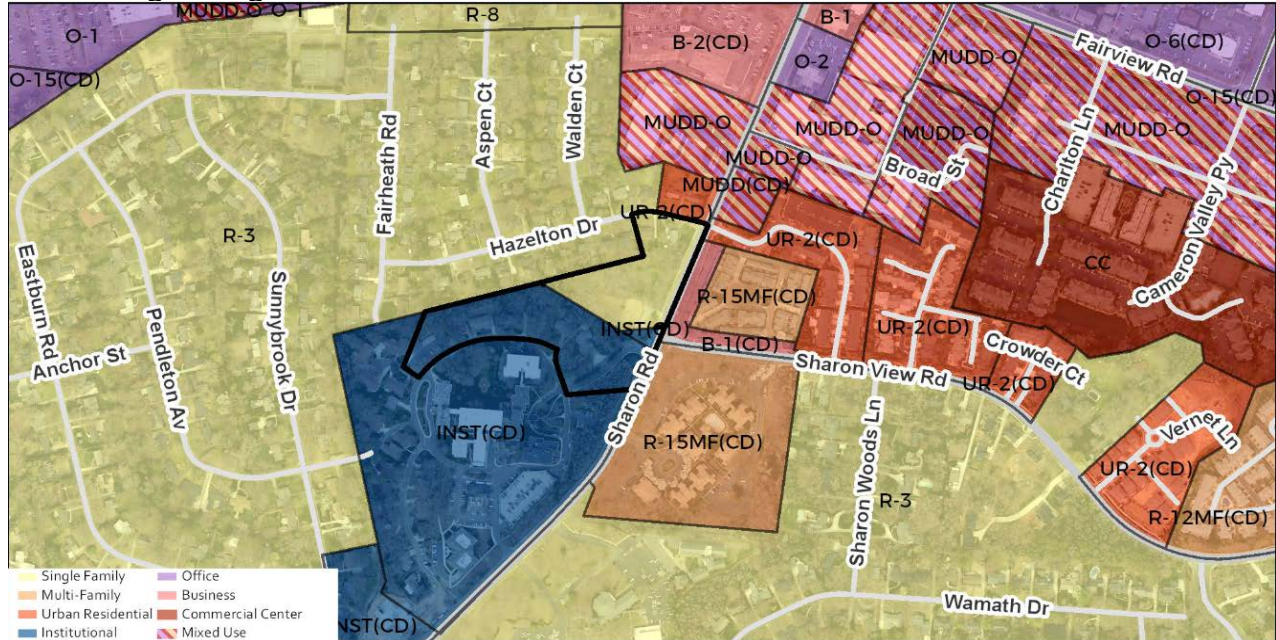 MUDD-O O-1
R-8
B-1
O-1
B-2(CD)
O-6(CD)
Fairview Rd
MUDD-O
O-2
O-15(CD)
O-15(CD)
Fairheath Rd
Aspen Ct
Walden Ct
MUDD-O
MUDD-O
MUDD-O
MUDD-O
Charlton Ln
Cameron Valley Py
MUDD-O
Broad St
MUDD(CD)
UR-2(CD)
R-3
Hazelton Dr
UR-2(CD)
CC
Eastburn Rd
Pendleton Av
Sunnybrook Dr
R-15MF(CD)
INST(CD)
UR-2(CD)
B-1(CD)
Crowder Ct
Anchor St
Sharon View Rd
UR-2(CD)
Sharon Rd
INST(CD)
R-15MF(CD)
Sharon Woods Ln
Vernet Ln
UR-2(CD)
R-3
R-12MF(CD)
Single Family
Office
Multi-Family
Business
Urban Residential
Commercial Center
Institutional
Mixed Use
NST(CD)
Wamath Dr